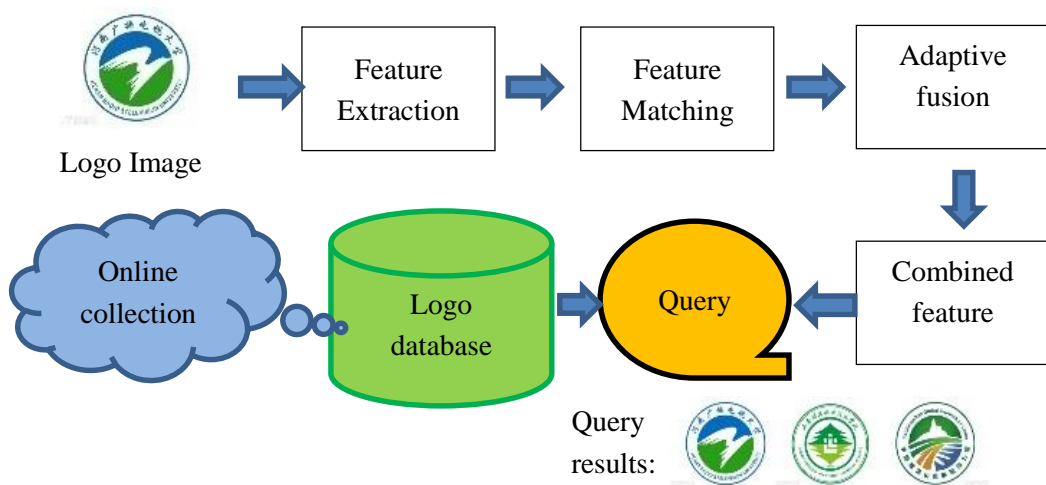 Feature
Extraction
Feature
Matching
Adaptive
fusion
Logo Image
Online
collection
Logo
database
Query
Combined
feature
Query
results: